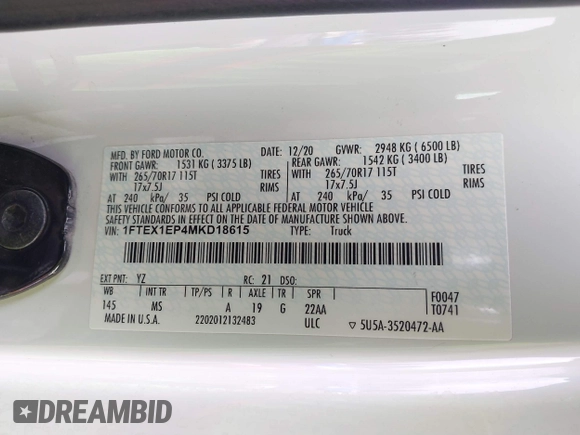 MFD. BY FORD MOTOR CO. DATE: 12/20 GVWR: 2948 KG (6500 LB)
FRONT GAWR: 1531 KG (3375 LB) REAR GAWR: 1542 KG (3400 LB)
WITH 265/70R17 115T TIRES WITH 265/70R17 115T TIRES
17x7.5J RIMS 17x7.5J RIMS
AT 240 kPa/ 35 PSI COLD AT 240 kPa/ 35 PSI COLD
THIS VEHICLE CONFORMS TO ALL APPLICABLE FEDERAL MOTOR VEHICLE
SAFETY STANDARDS IN EFFECT ON THE DATE OF MANUFACTURE SHOWN ABOVE.
VIN: 1FTEX1EP4MKD18615 TYPE: Truck
EXT PNT: YZ RC: 21 DSO:
WB INT TR TP/PS R AXLE TR SPR F0047
145 MS A 19 G 22AA T0741
MADE IN U.S.A. 2202012132483 ULC ▽ 5U5A-3520472-AA
DREAMBID